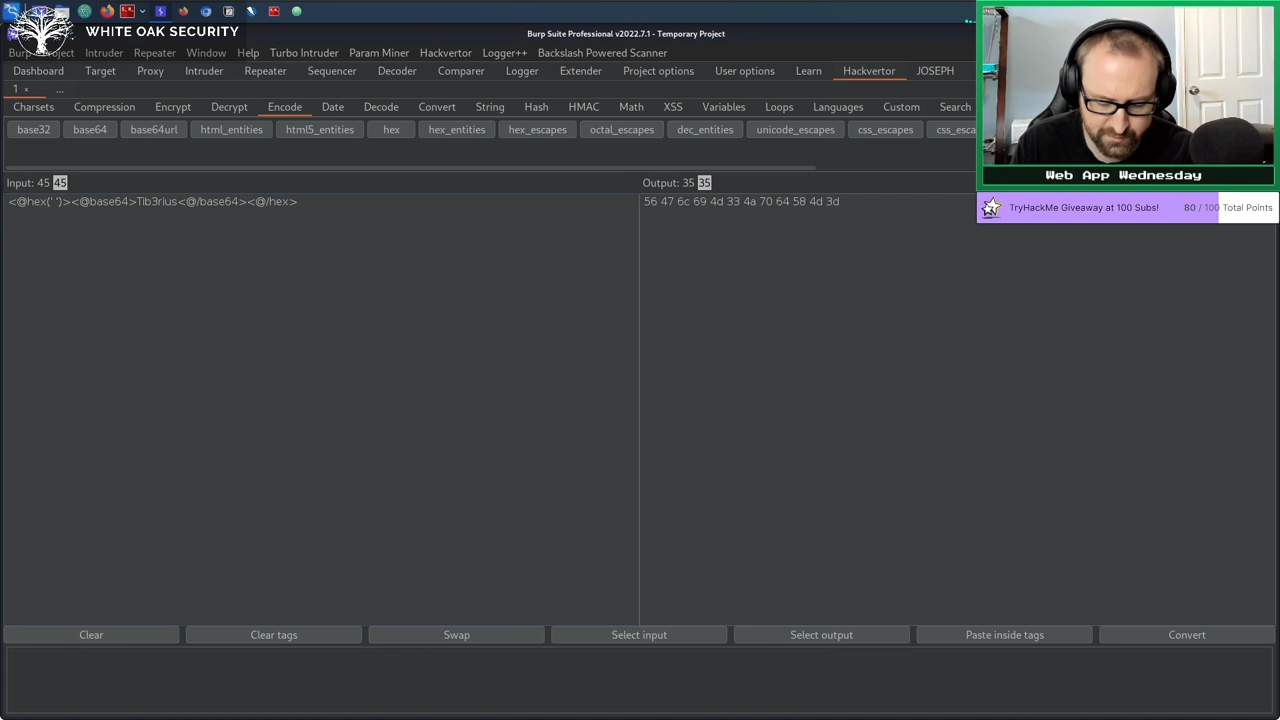 WHITE OAK SECURITY
Burp Suite Professional v2022.7.1 - Temporary Project
Burp Project Intruder Repeater Window Help Turbo Intruder Param Miner Hackvertor Logger++ Backslash Powered Scanner
Dashboard Target Proxy Intruder Repeater Sequencer Decoder Comparer Logger Extender Project options User options Learn Hackvertor JOSEPH
1 × ...
Charsets Compression Encrypt Decrypt Encode Date Decode Convert String Hash HMAC Math XSS Variables Loops Languages Custom Search
base32 base64 base64url html_entities html5_entities hex hex_entities hex_escapes octal_escapes dec_entities unicode_escapes css_escapes css_esca
Web App Wednesday
Input: 45 45
Output: 35 35
<@hex(' ')><@base64>Tib3rius<@/base64><@/hex>
56 47 6c 69 4d 33 4a 70 64 58 4d 3d
TryHackMe Giveaway at 100 Subs! 80 / 100 Total Points
Clear Clear tags Swap Select input Select output Paste inside tags Convert